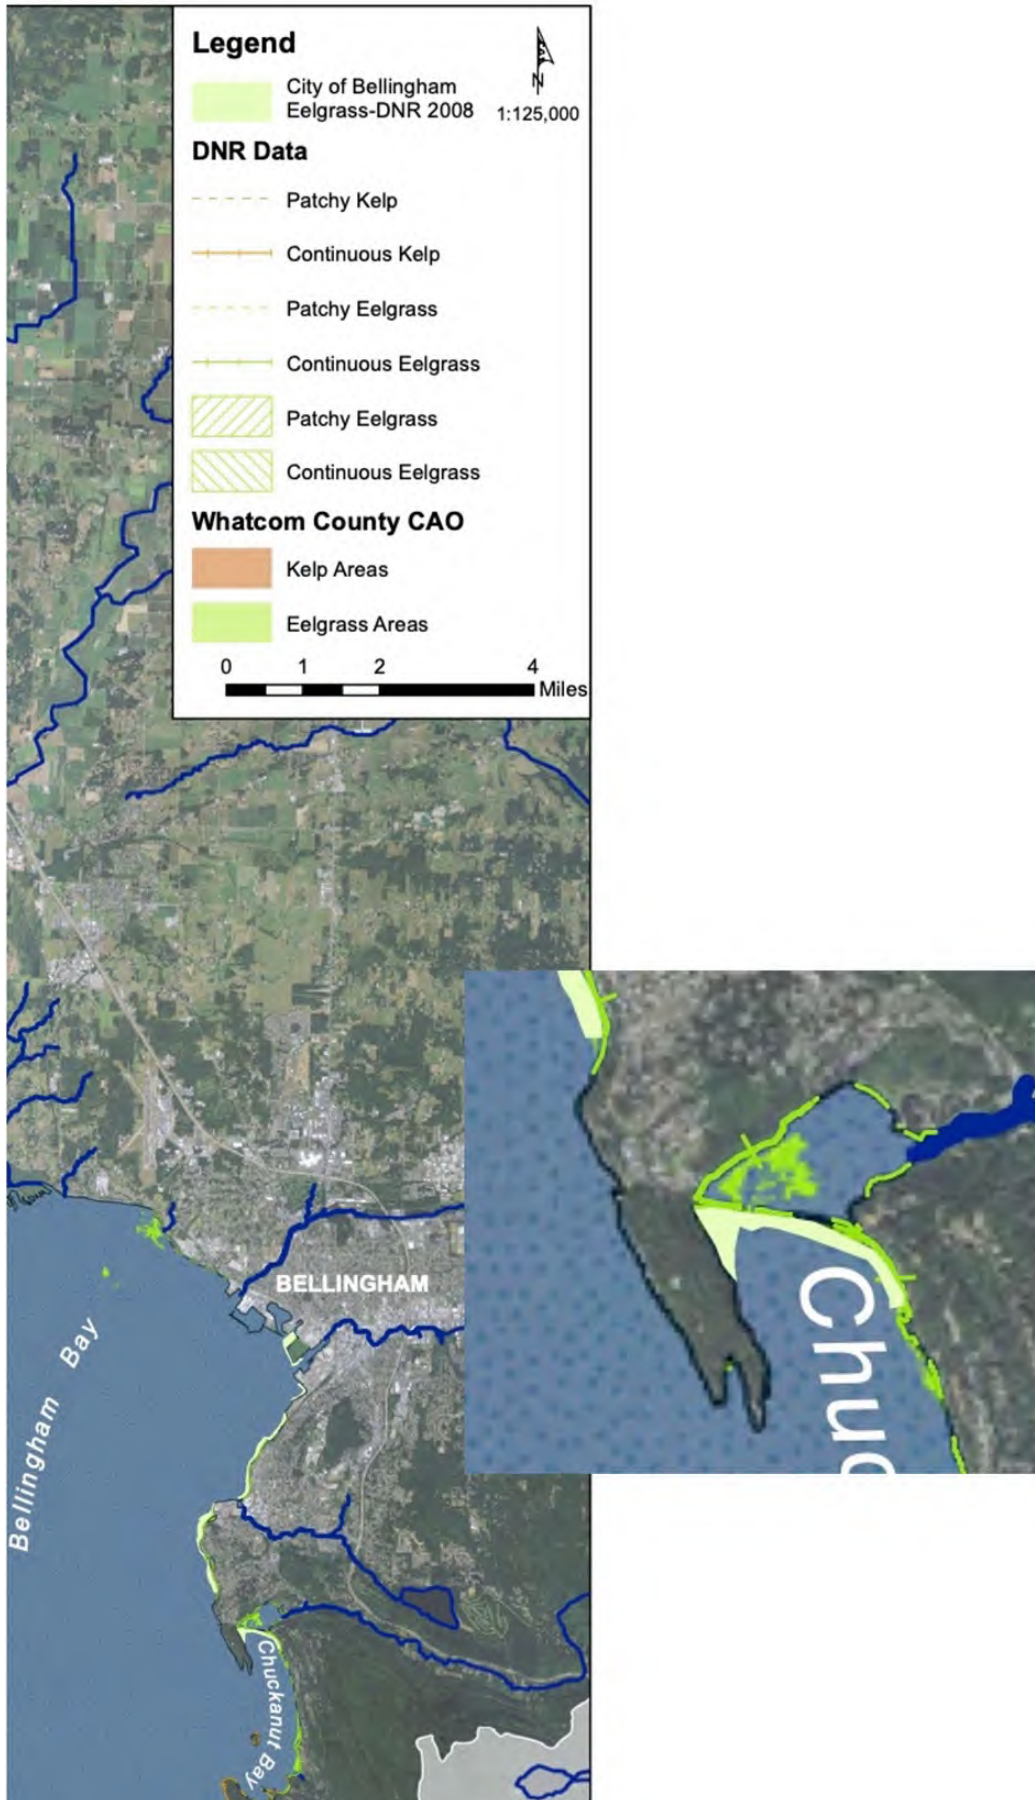 Legend
City of Bellingham
Eelgrass-DNR 2008
N
1:125,000
DNR Data
Patchy Kelp
Continuous Kelp
Patchy Eelgrass
Continuous Eelgrass
Patchy Eelgrass
Continuous Eelgrass
Whatcom County CAO
Kelp Areas
Eelgrass Areas
0 1 2 4
Miles
BELLINGHAM
Bellingham Bay
Chuc
Chuckanut Bay